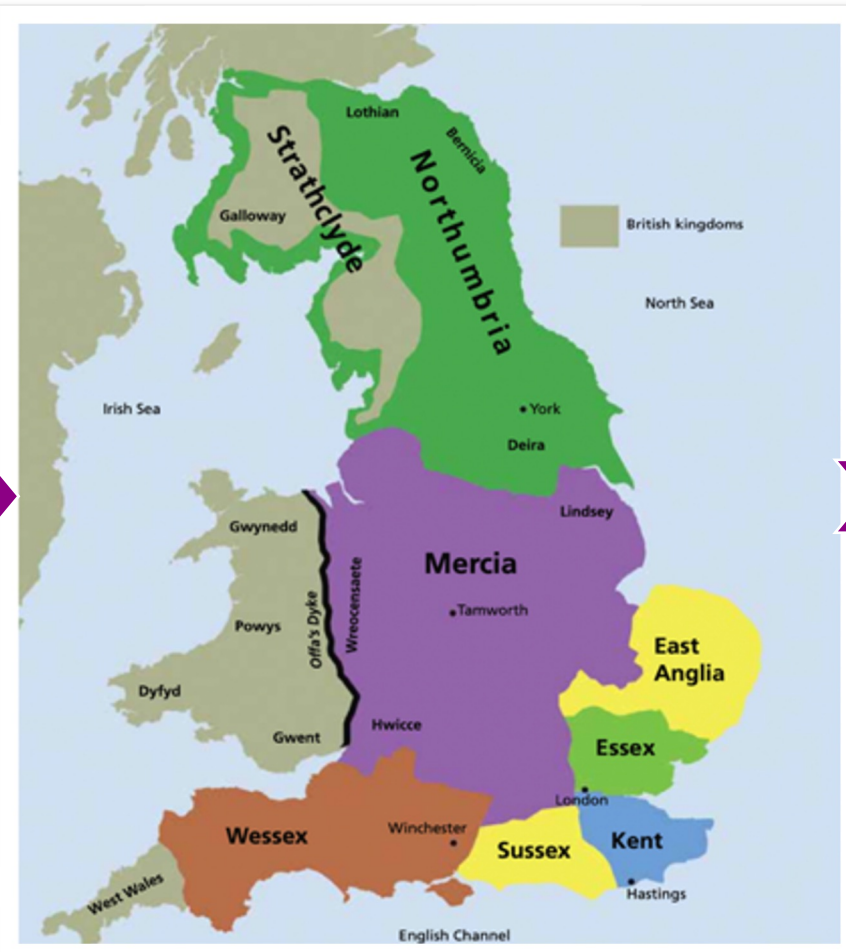 Lothian
Bernicia
Strathclyde
Northumbria
Galloway
British kingdoms
North Sea
Irish Sea
York
Deira
Lindsey
Gwynedd
Mercia
Wreocensaete
Offa's Dyke
Tamworth
Powys
East
Anglia
Dyfyd
Hwicce
Gwent
Essex
London
Winchester
Wessex
Kent
Sussex
West Wales
Hastings
English Channel